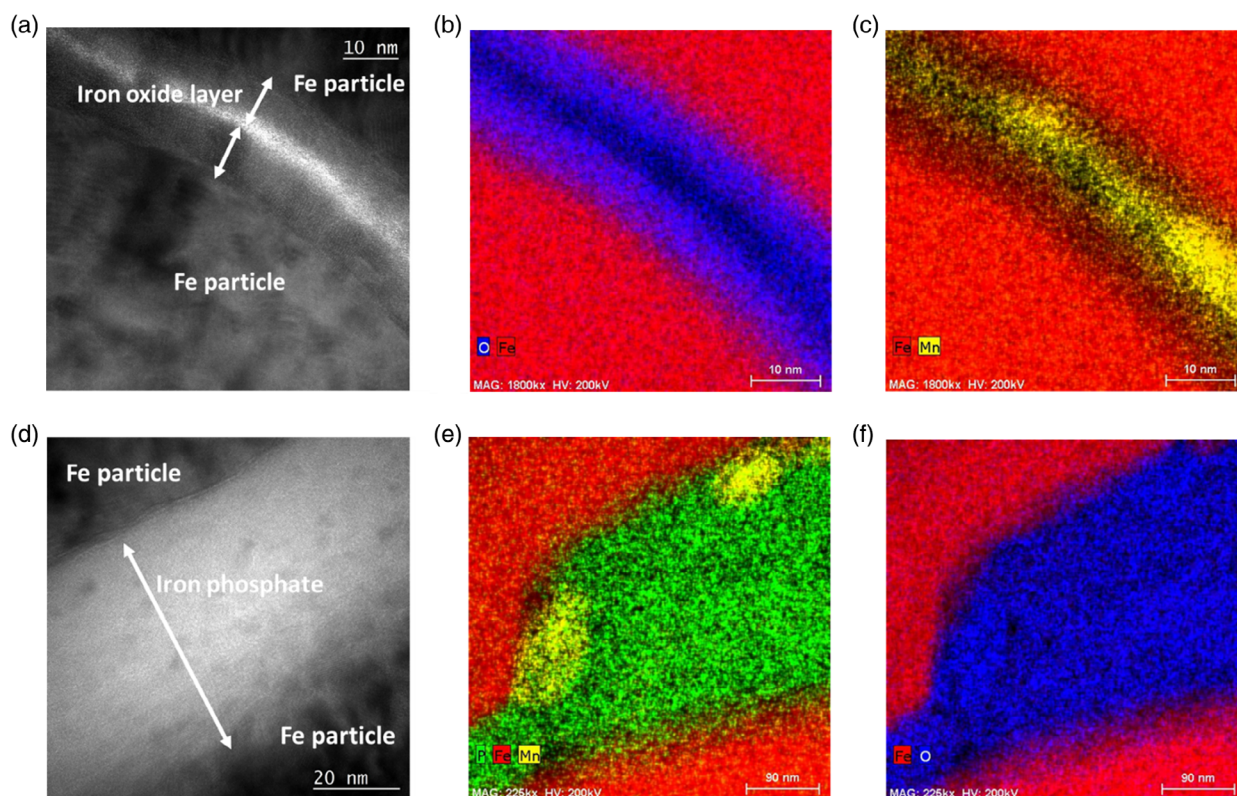 (a)
10 nm
Fe particle
Iron oxide layer
Fe particle
(b)
O Fe
10 nm
MAG: 1800kx HV: 200kV
(c)
Fe Mn
10 nm
MAG: 1800kx HV: 200kV
(d)
Fe particle
Iron phosphate
Fe particle
20 nm
(e)
P Fe Mn
90 nm
MAG: 225kx HV: 200kV
(f)
Fe O
90 nm
MAG: 225kx HV: 200kV